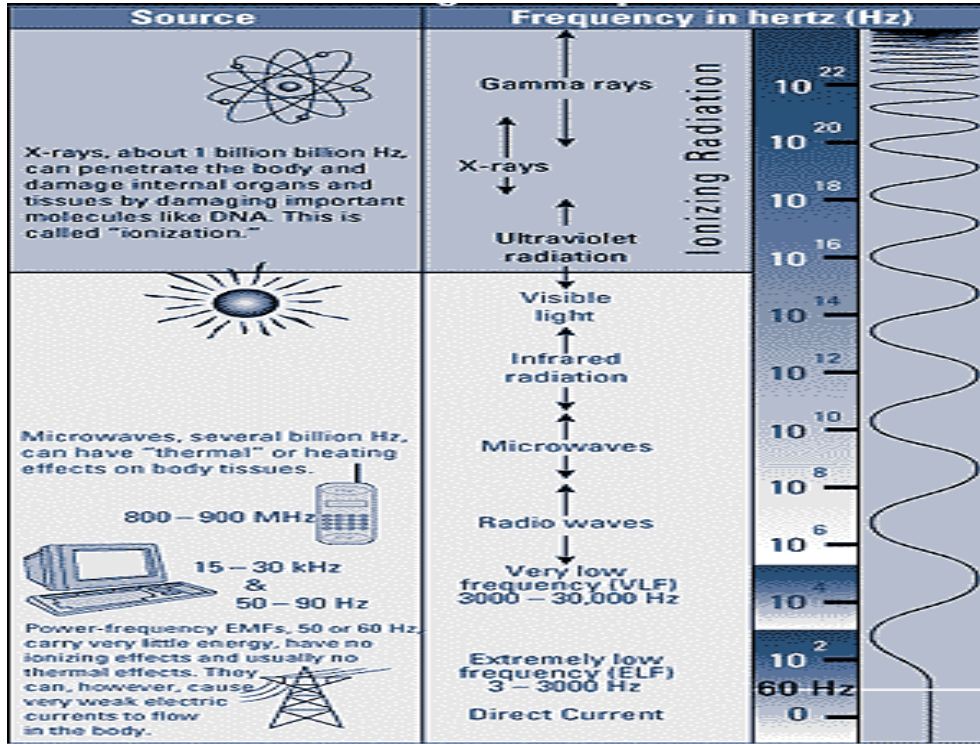 Source
Frequency in hertz (Hz)
X-rays, about 1 billion billion Hz,
can penetrate the body and
damage internal organs and
tissues by damaging important
molecules like DNA. This is
called “ionization.”
Microwaves, several billion Hz,
can have “thermal” or heating
effects on body tissues.
800 – 900 MHz
15 – 30 kHz
&
50 – 90 Hz
Power-frequency EMFs, 50 or 60 Hz,
carry very little energy, have no
ionizing effects and usually no
thermal effects. They
can, however, cause
very weak electric
currents to flow
in the body.
Gamma rays
X-rays
Ultraviolet
radiation
Visible
light
Infrared
radiation
Microwaves
Radio waves
Very low
frequency (VLF)
3000 – 30,000 Hz
Extremely low
frequency (ELF)
3 – 3000 Hz
Direct Current
Ionizing Radiation
10 22
10 20
10 18
10 16
10 14
10 12
10 10
10 8
10 6
10 4
10 2
60 Hz
0